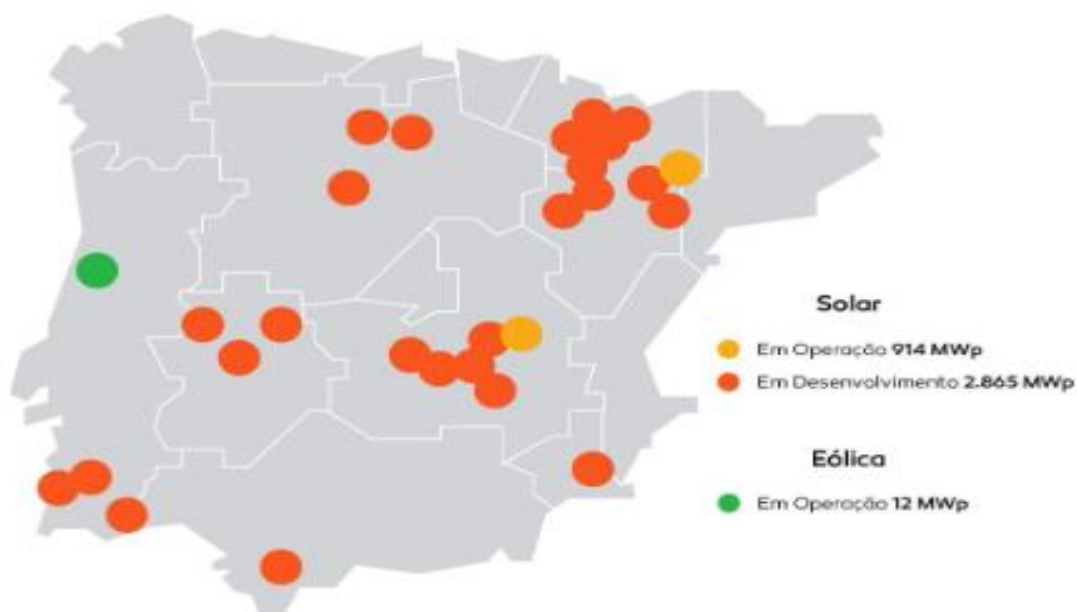 Solar
Em Operação 914 MWp
Em Desenvolvimento 2.865 MWp
Eólica
Em Operação 12 MWp